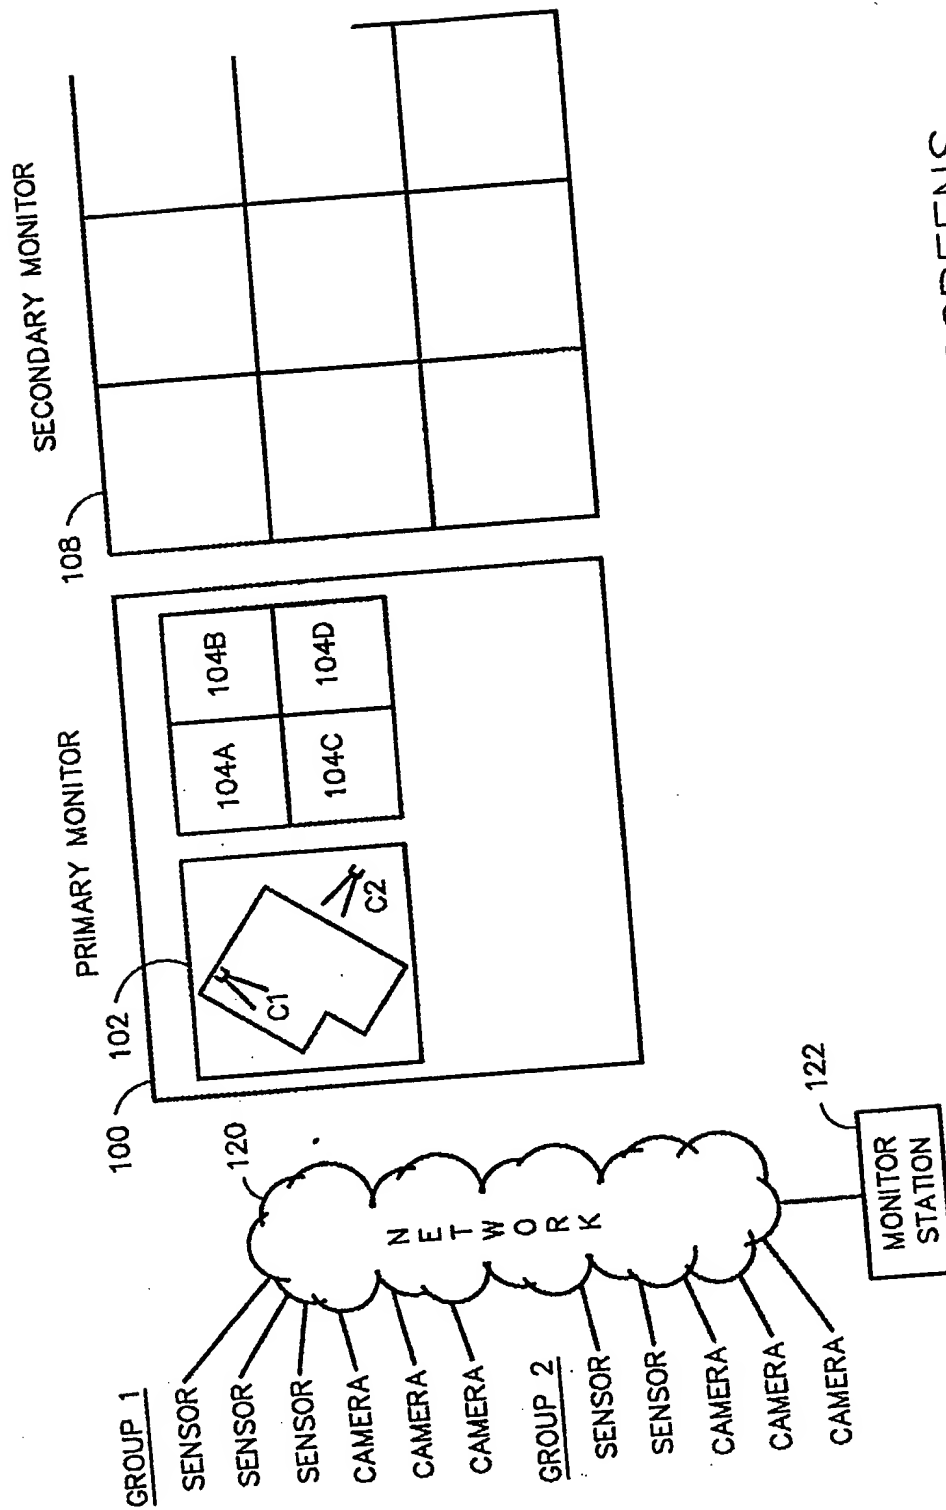 GROUP 1
SENSOR
SENSOR
SENSOR
CAMERA
CAMERA
CAMERA
GROUP 2
SENSOR
SENSOR
CAMERA
CAMERA
CAMERA
120
NETWORK
122
MONITOR
STATION
PRIMARY MONITOR
100
102
C1
C2
104A
104B
104C
104D
SECONDARY MONITOR
108